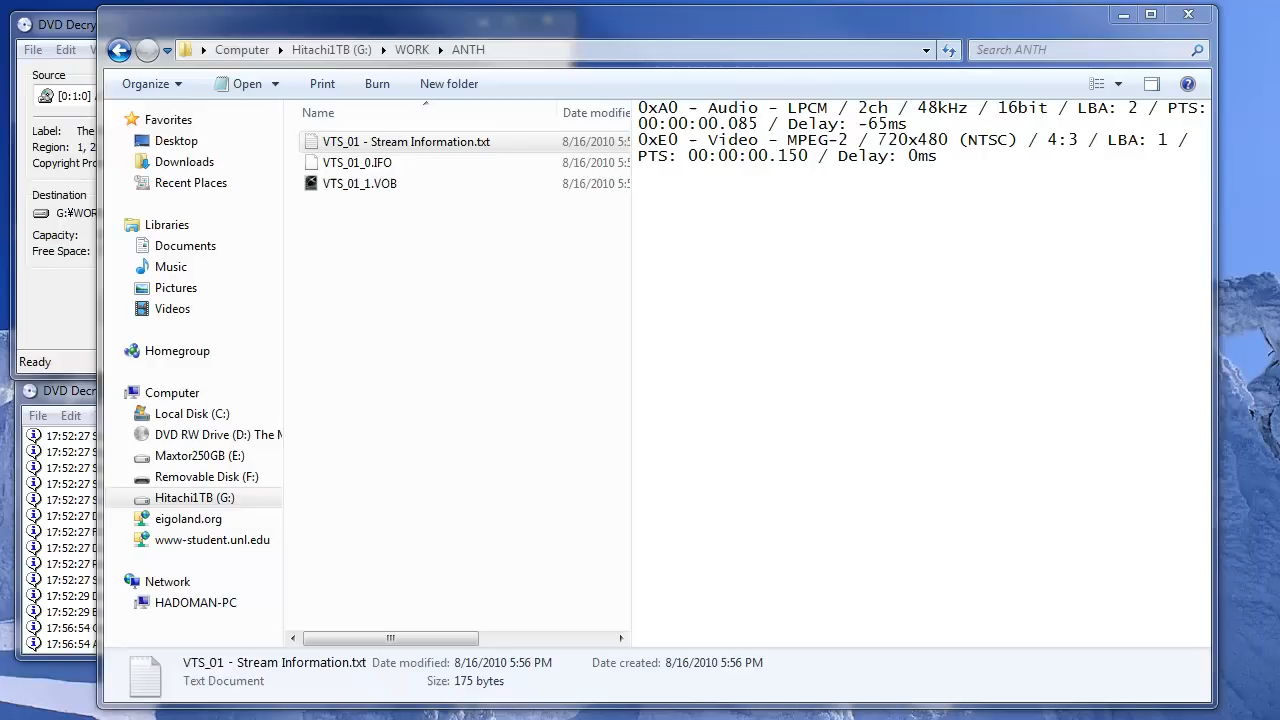 DVD Decry
File Edit V
Source
[0:1:0]
Label: The
Region: 1, 2
Copyright Pro
Destination
G:¥WOR
Capacity:
Free Space:
Ready
DVD Decr
File Edit
17:52:27
17:52:27
17:52:27
17:52:27
17:52:27
17:52:27
17:52:27
17:52:27
17:52:27
17:52:27
17:52:29
17:52:29
17:56:54
17:56:54
Computer Hitachi1TB (G:) WORK ANTH
Search ANTH
Organize Open Print Burn New folder
Favorites
Desktop
Downloads
Recent Places
Libraries
Documents
Music
Pictures
Videos
Homegroup
Computer
Local Disk (C:)
DVD RW Drive (D:) The M
Maxtor250GB (E:)
Removable Disk (F:)
Hitachi1TB (G:)
eigoland.org
www-student.unl.edu
Network
HADOMAN-PC
Name Date modifie
VTS_01 - Stream Information.txt 8/16/2010 5:5
VTS_01_0.IFO 8/16/2010 5:5
VTS_01_1.VOB 8/16/2010 5:5
0xA0 - Audio - LPCM / 2ch / 48kHz / 16bit / LBA: 2 / PTS:
00:00:00.085 / Delay: -65ms
0xE0 - Video - MPEG-2 / 720x480 (NTSC) / 4:3 / LBA: 1 /
PTS: 00:00:00.150 / Delay: 0ms
VTS_01 - Stream Information.txt Date modified: 8/16/2010 5:56 PM Date created: 8/16/2010 5:56 PM
Text Document Size: 175 bytes